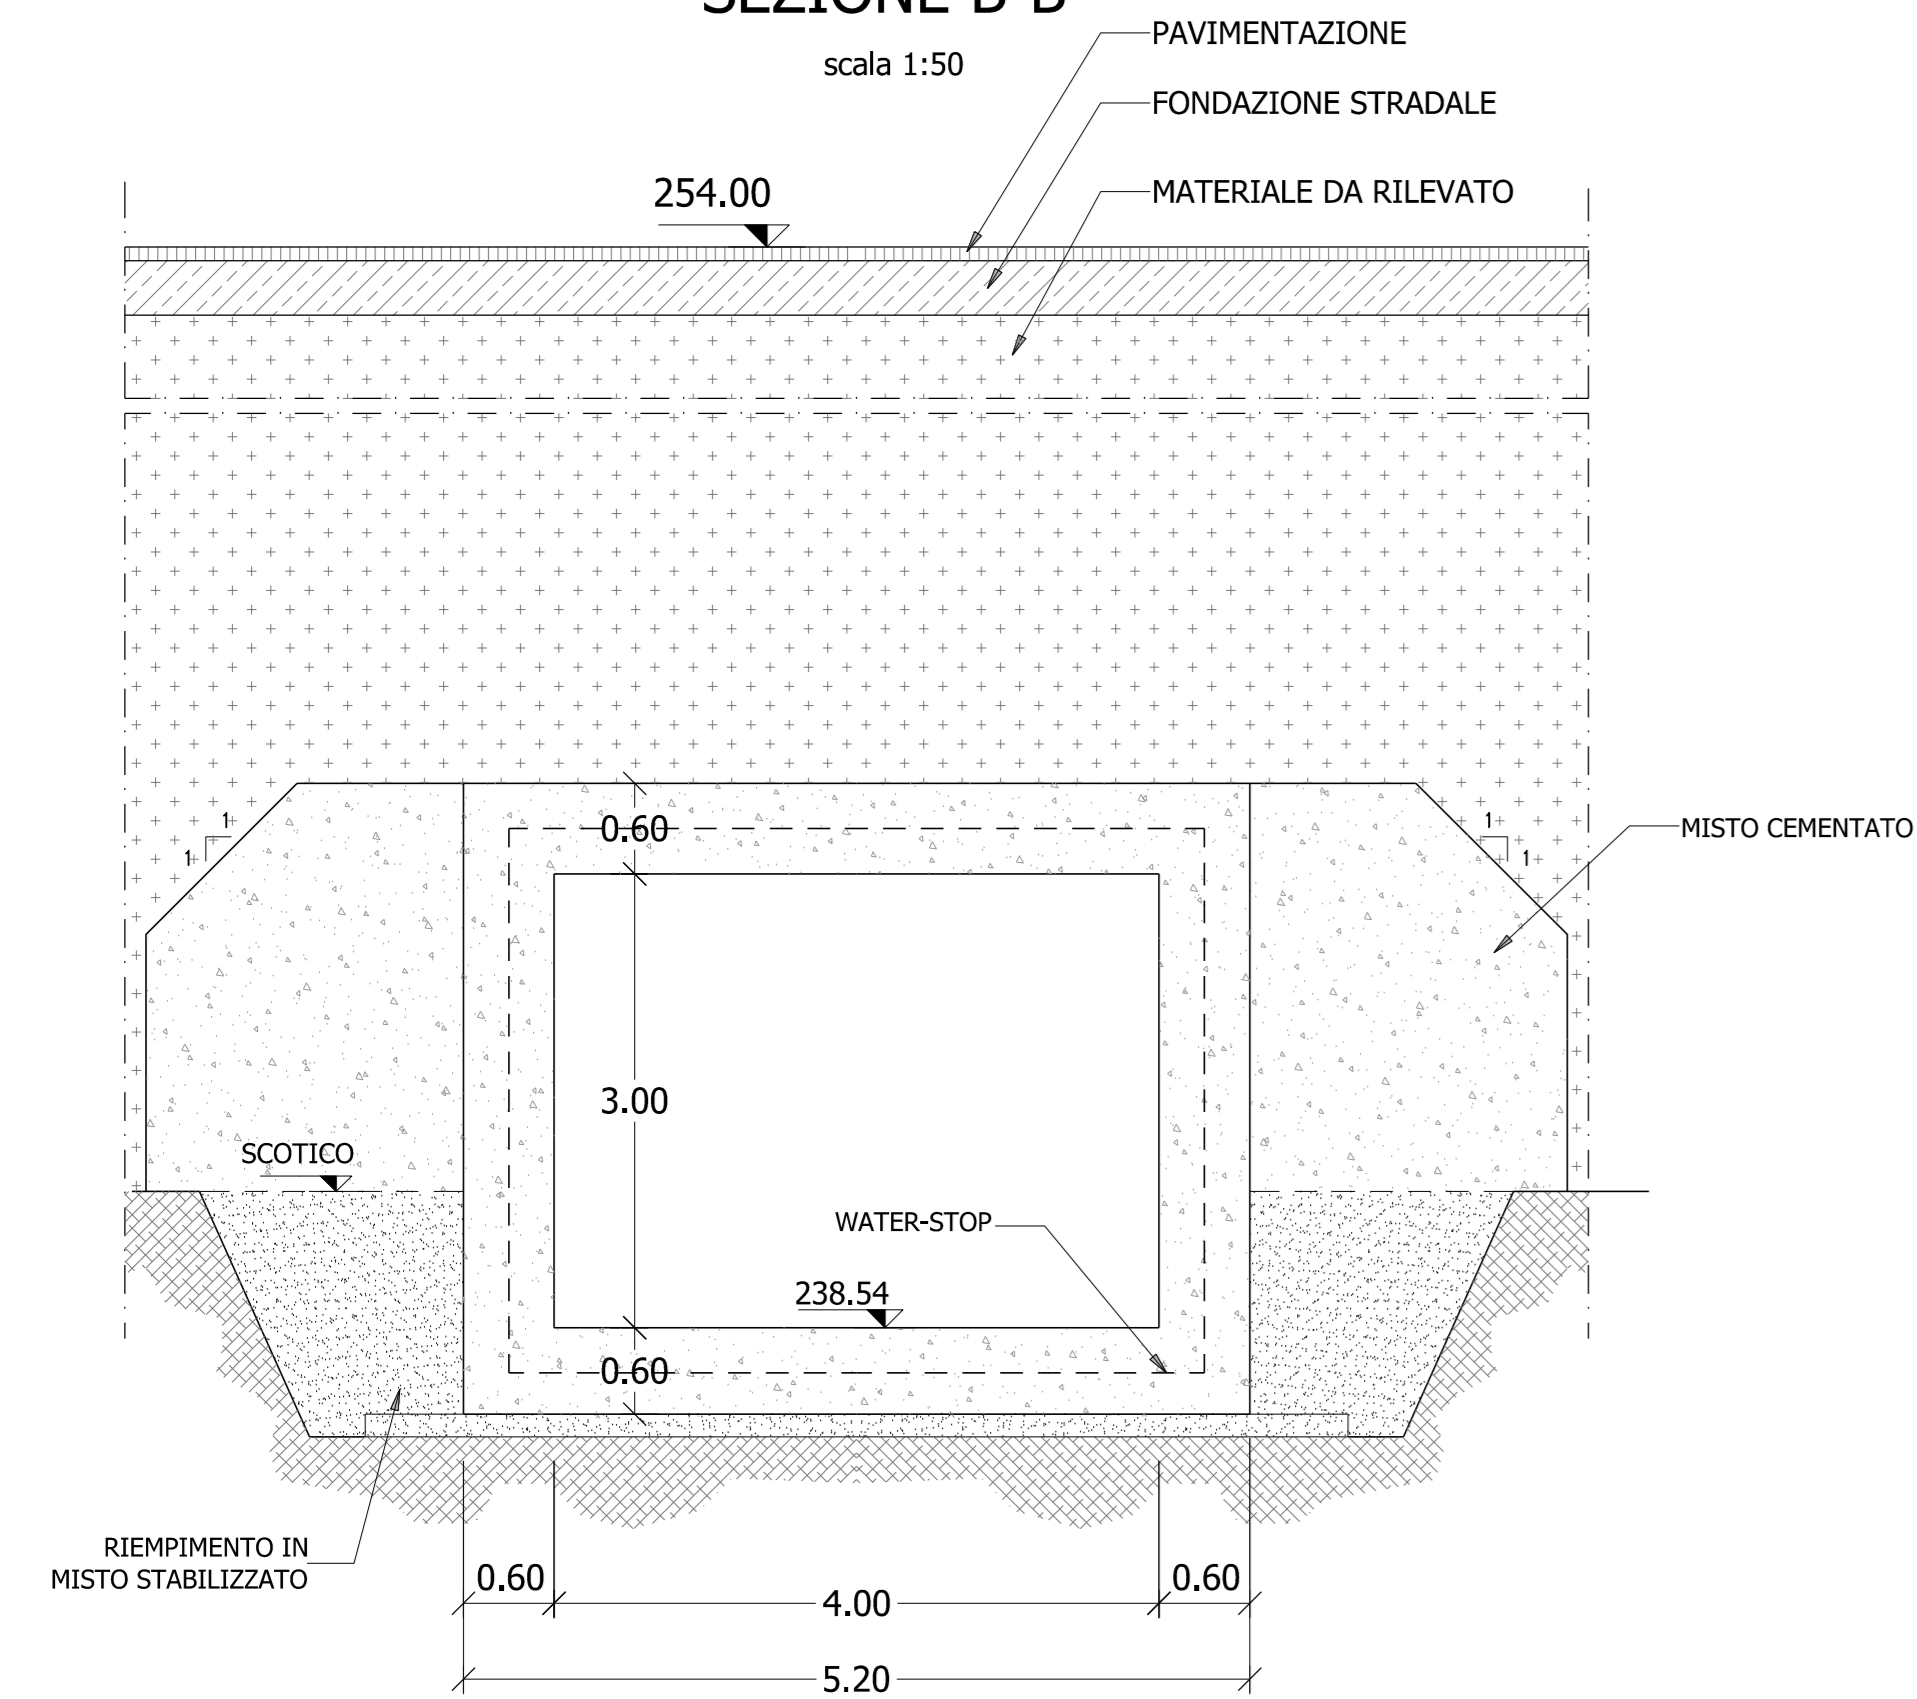 SEZIONE B-B
scala 1:50
PAVIMENTAZIONE
FONDAZIONE STRADALE
MATERIALE DA RILEVATO
254.00
1
1
0.60
1
1
MISTO CEMENTATO
3.00
SCOTICO
WATER-STOP
238.54
0.60
RIEMPIMENTO IN
MISTO STABILIZZATO
0.60
4.00
0.60
5.20